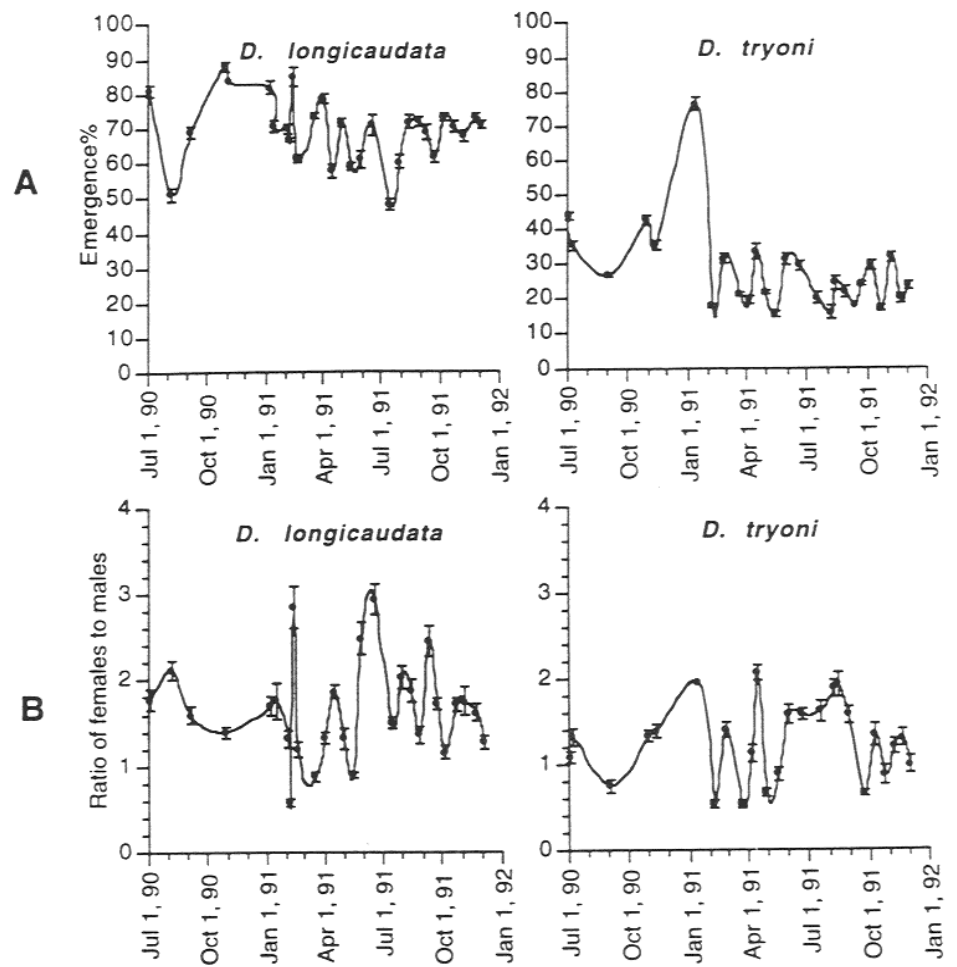 A
D. longicaudata
Emergence%
100
90
80
70
60
50
40
30
20
10
0
Jul 1, 90
Oct 1, 90
Jan 1, 91
Apr 1, 91
Jul 1, 91
Oct 1, 91
Jan 1, 92
D. tryoni
100
90
80
70
60
50
40
30
20
10
0
Jul 1, 90
Oct 1, 90
Jan 1, 91
Apr 1, 91
Jul 1, 91
Oct 1, 91
Jan 1, 92
B
D. longicaudata
Ratio of females to males
4
3
2
1
0
Jul 1, 90
Oct 1, 90
Jan 1, 91
Apr 1, 91
Jul 1, 91
Oct 1, 91
Jan 1, 92
D. tryoni
4
3
2
1
0
Jul 1, 90
Oct 1, 90
Jan 1, 91
Apr 1, 91
Jul 1, 91
Oct 1, 91
Jan 1, 92